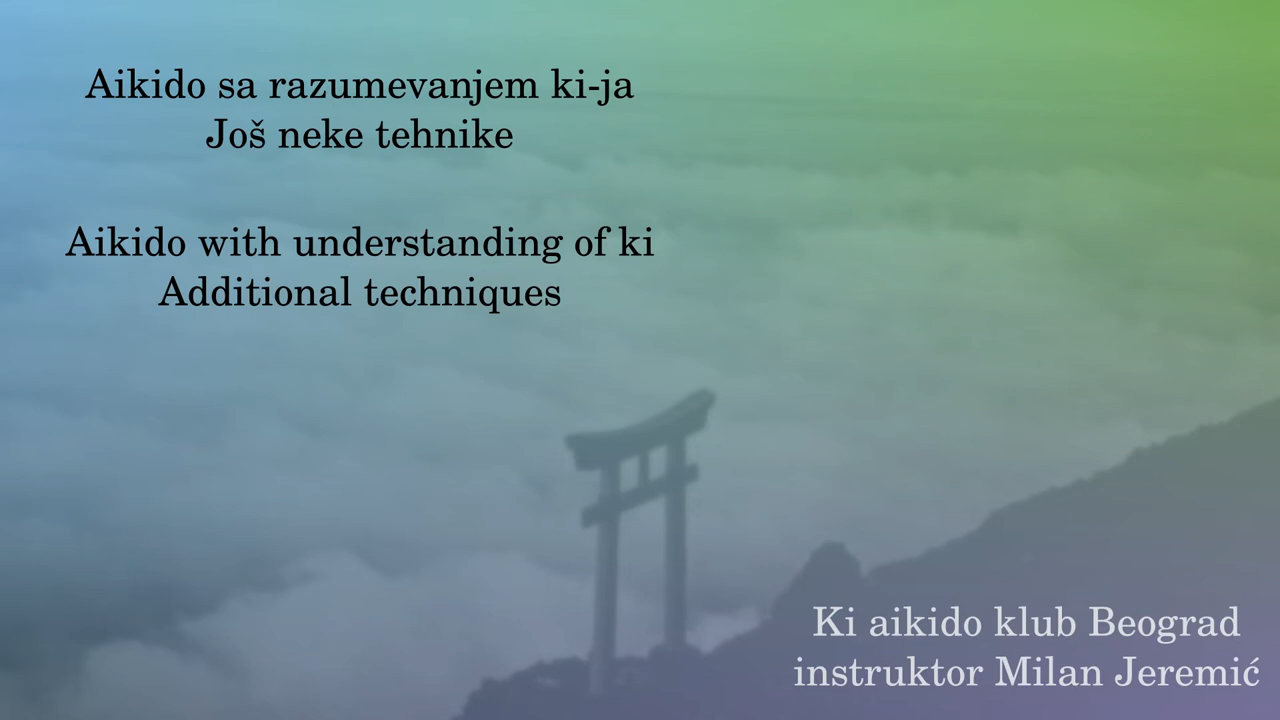 Aikido sa razumevanjem ki-ja
Još neke tehnike
Aikido with understanding of ki
Additional techniques
Ki aikido klub Beograd
instruktor Milan Jeremić